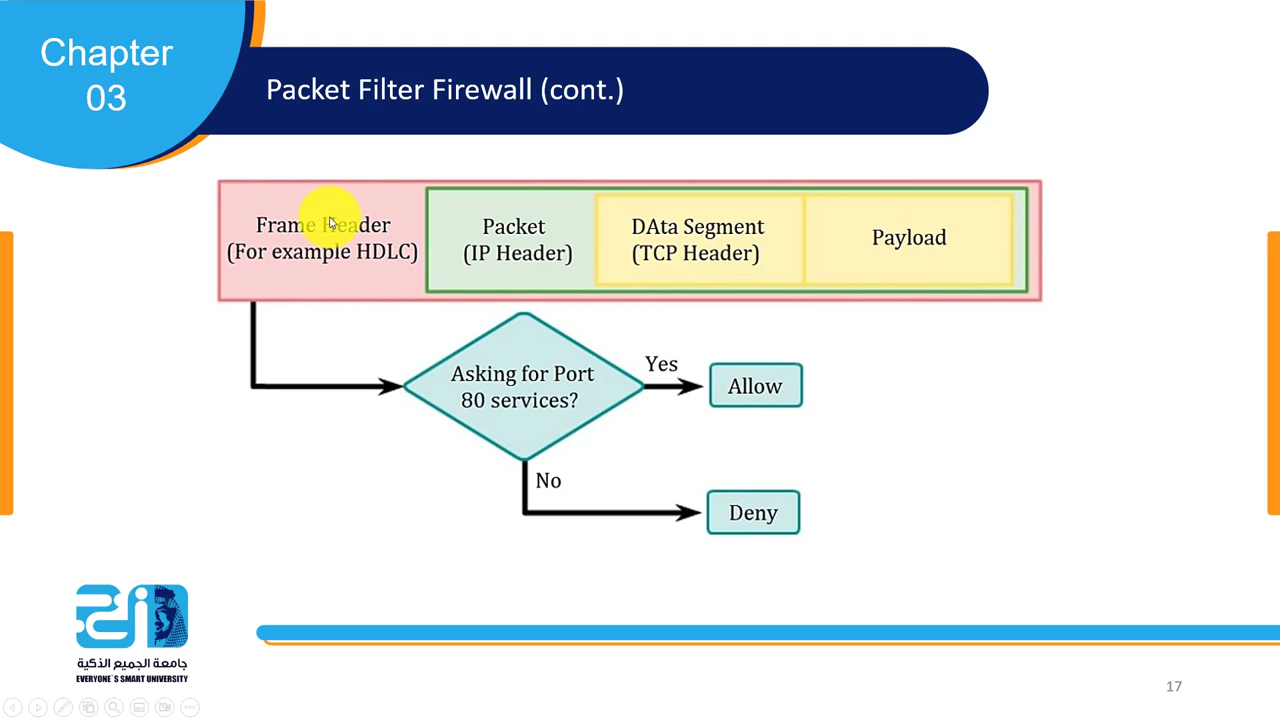 Chapter
03
Packet Filter Firewall (cont.)
Frame Header
(For example HDLC)
Packet
(IP Header)
DAta Segment
(TCP Header)
Payload
Asking for Port
80 services?
Yes
Allow
No
Deny
جامعة الجميع الذكية
EVERYONE`S SMART UNIVERSITY
17